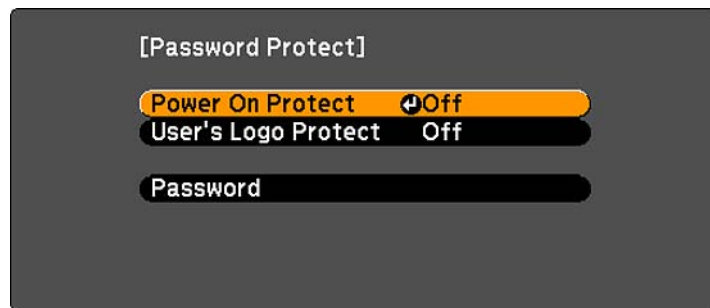 [Password Protect]
Power On Protect Off
User's Logo Protect Off
Password